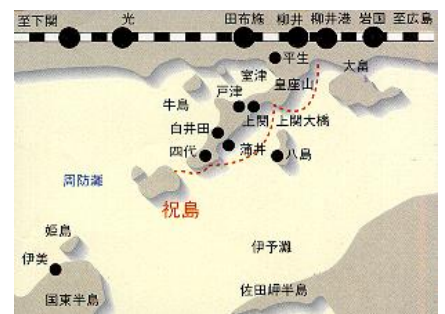 至下関 光 田布施 柳井 柳井港 岩国 至広島
平生
大畠
室津
皇座山
戸津
牛島
上関 上関大橋
白井田
四代
蒲井
八島
周防灘
祝島
姫島
伊予灘
伊美
佐田岬半島
国東半島